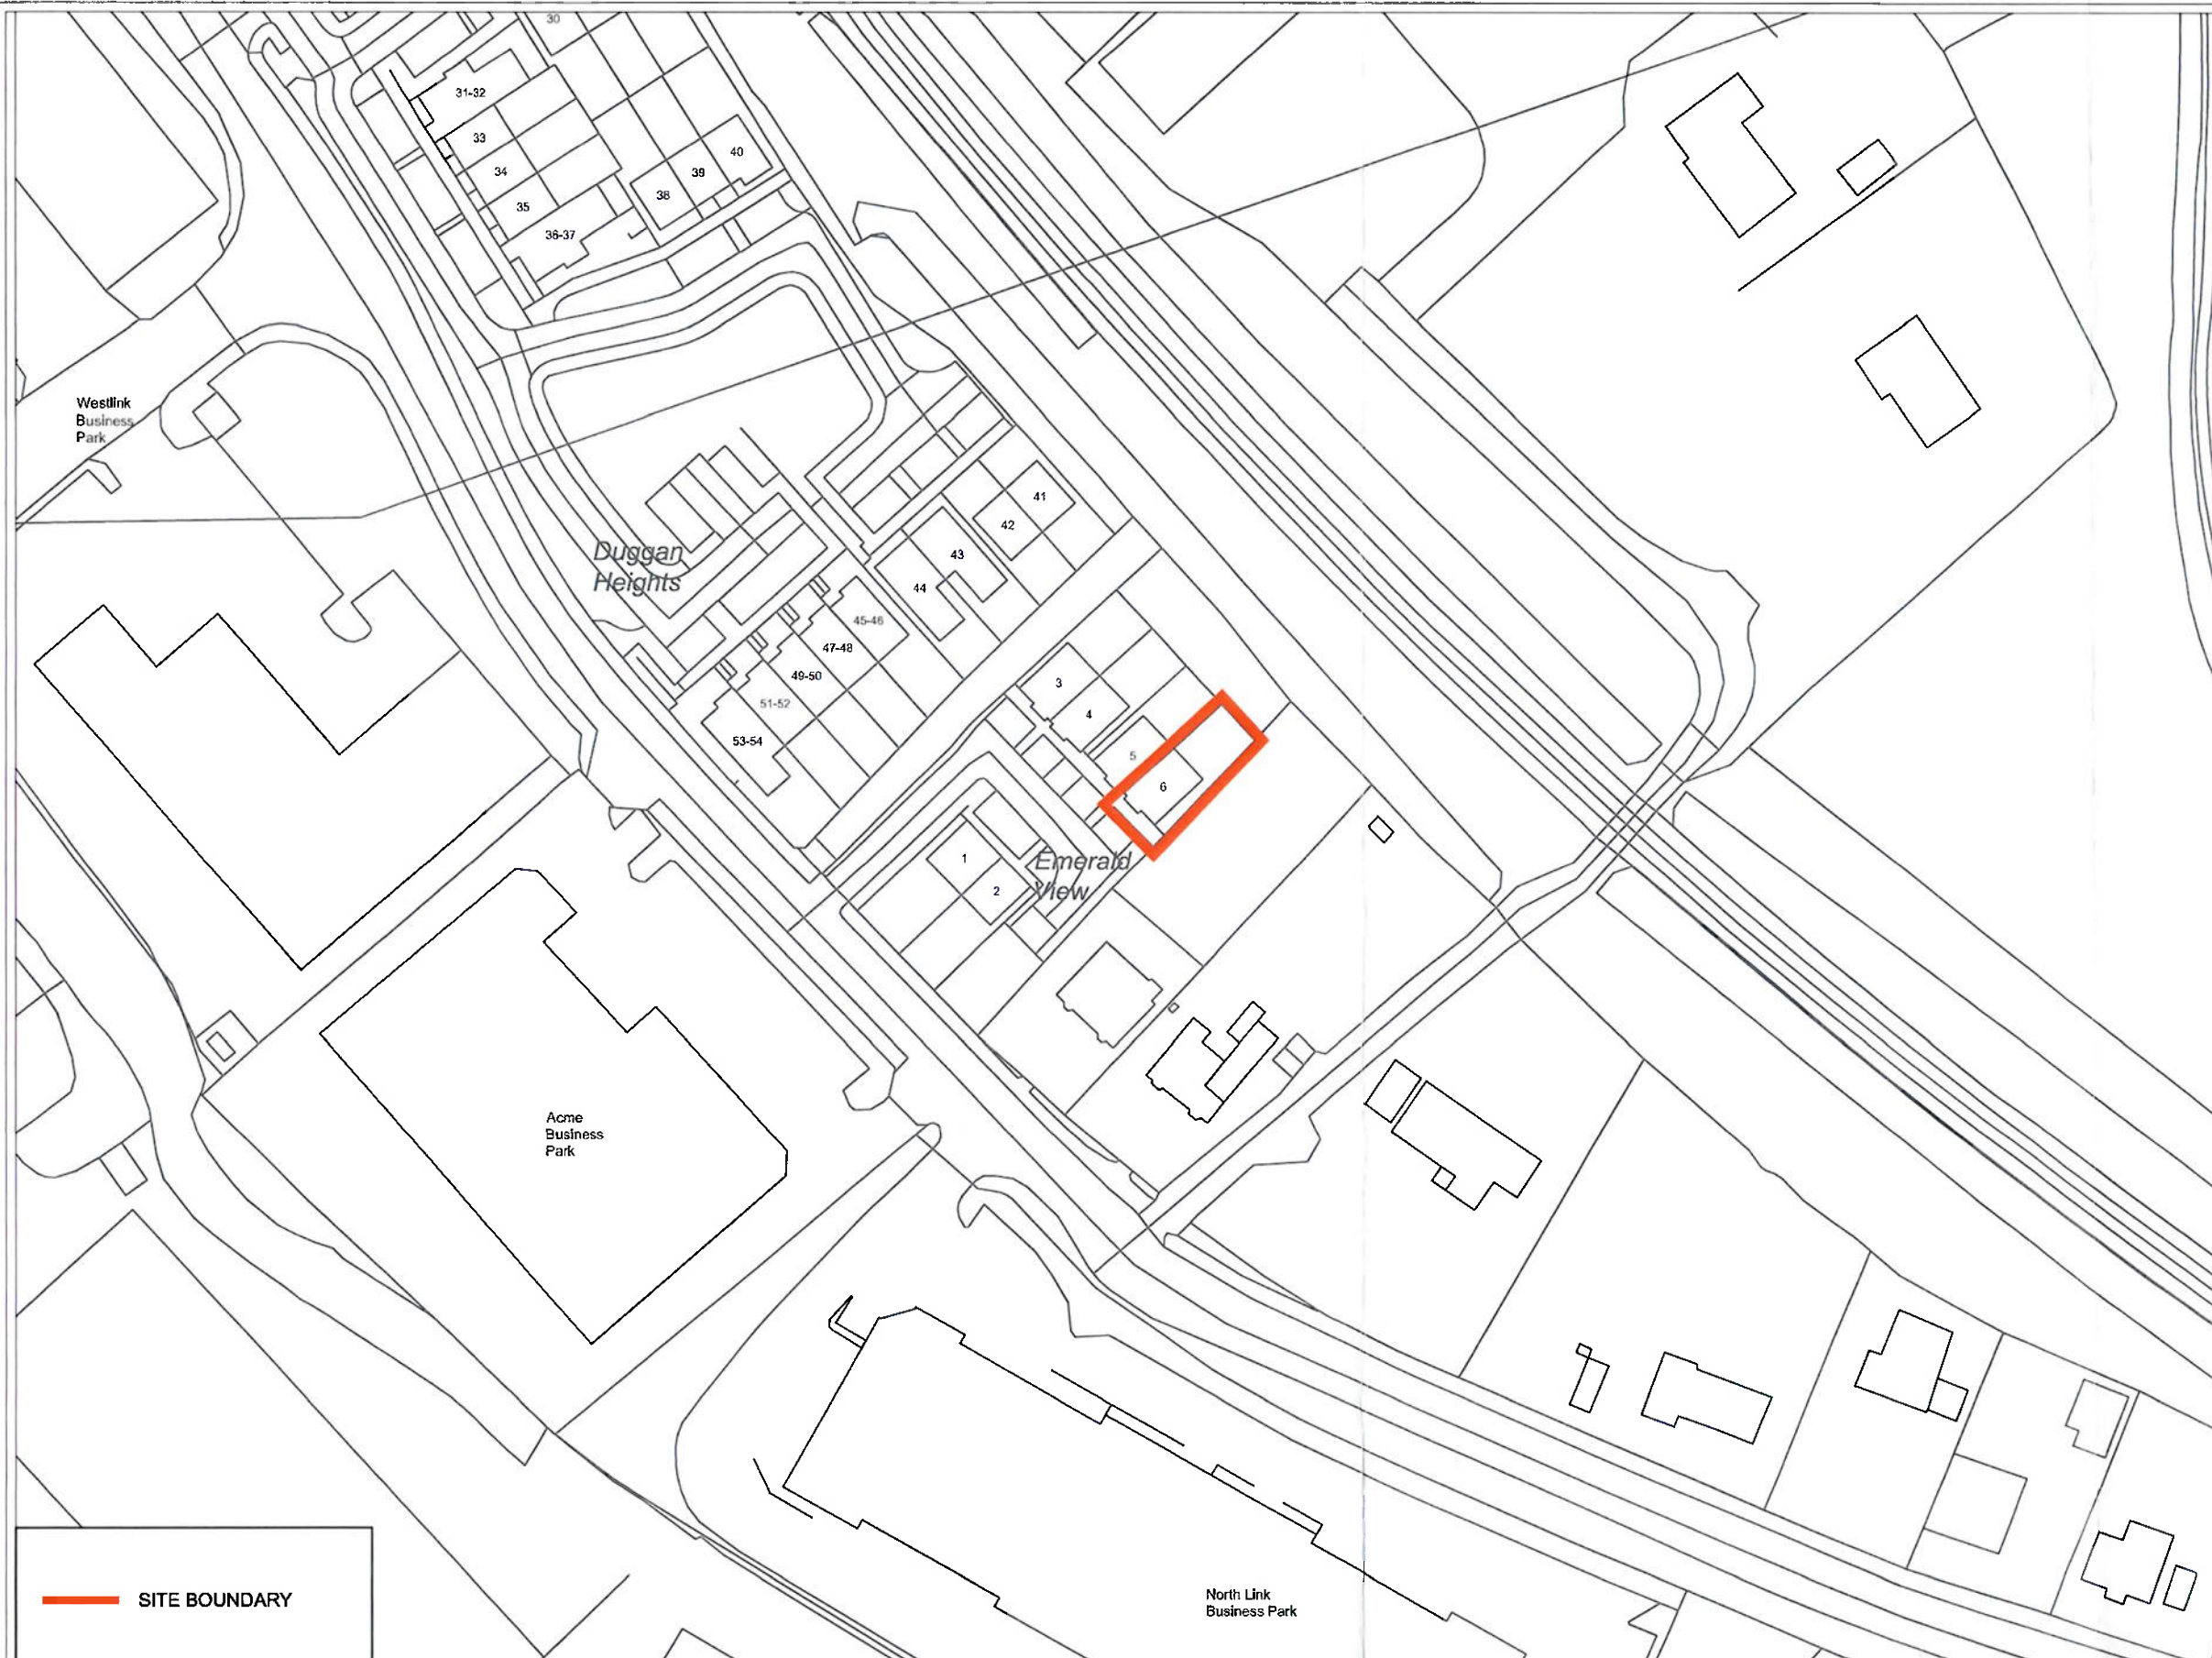 30
31-32
33
34
35
36-37
38
39
40
Westlink
Business
Park
41
42
43
44
Duggan
Heights
45-46
47-48
49-50
51-52
53-54
3
4
5
6
1
2
Emerald
View
Acme
Business
Park
North Link
Business Park
SITE BOUNDARY